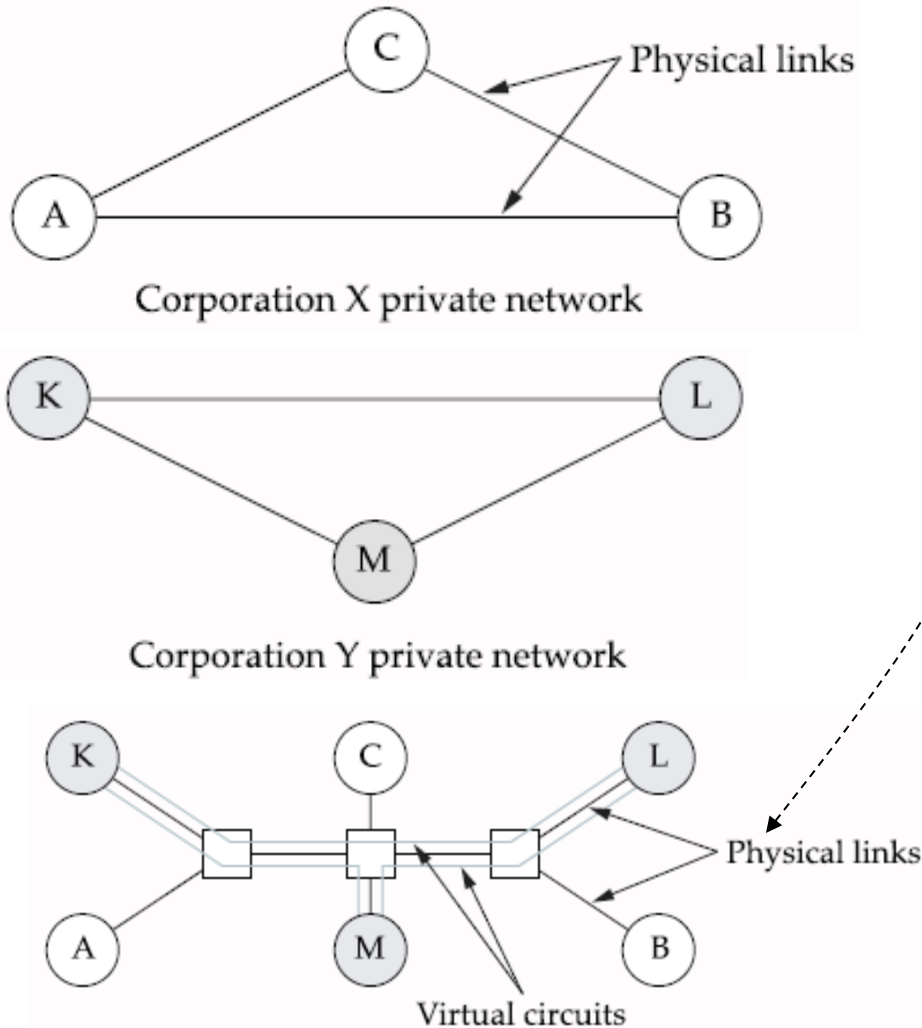 C
Physical links
A
B
Corporation X private network
K
L
M
Corporation Y private network
K
C
L
Physical links
A
M
B
Virtual circuits